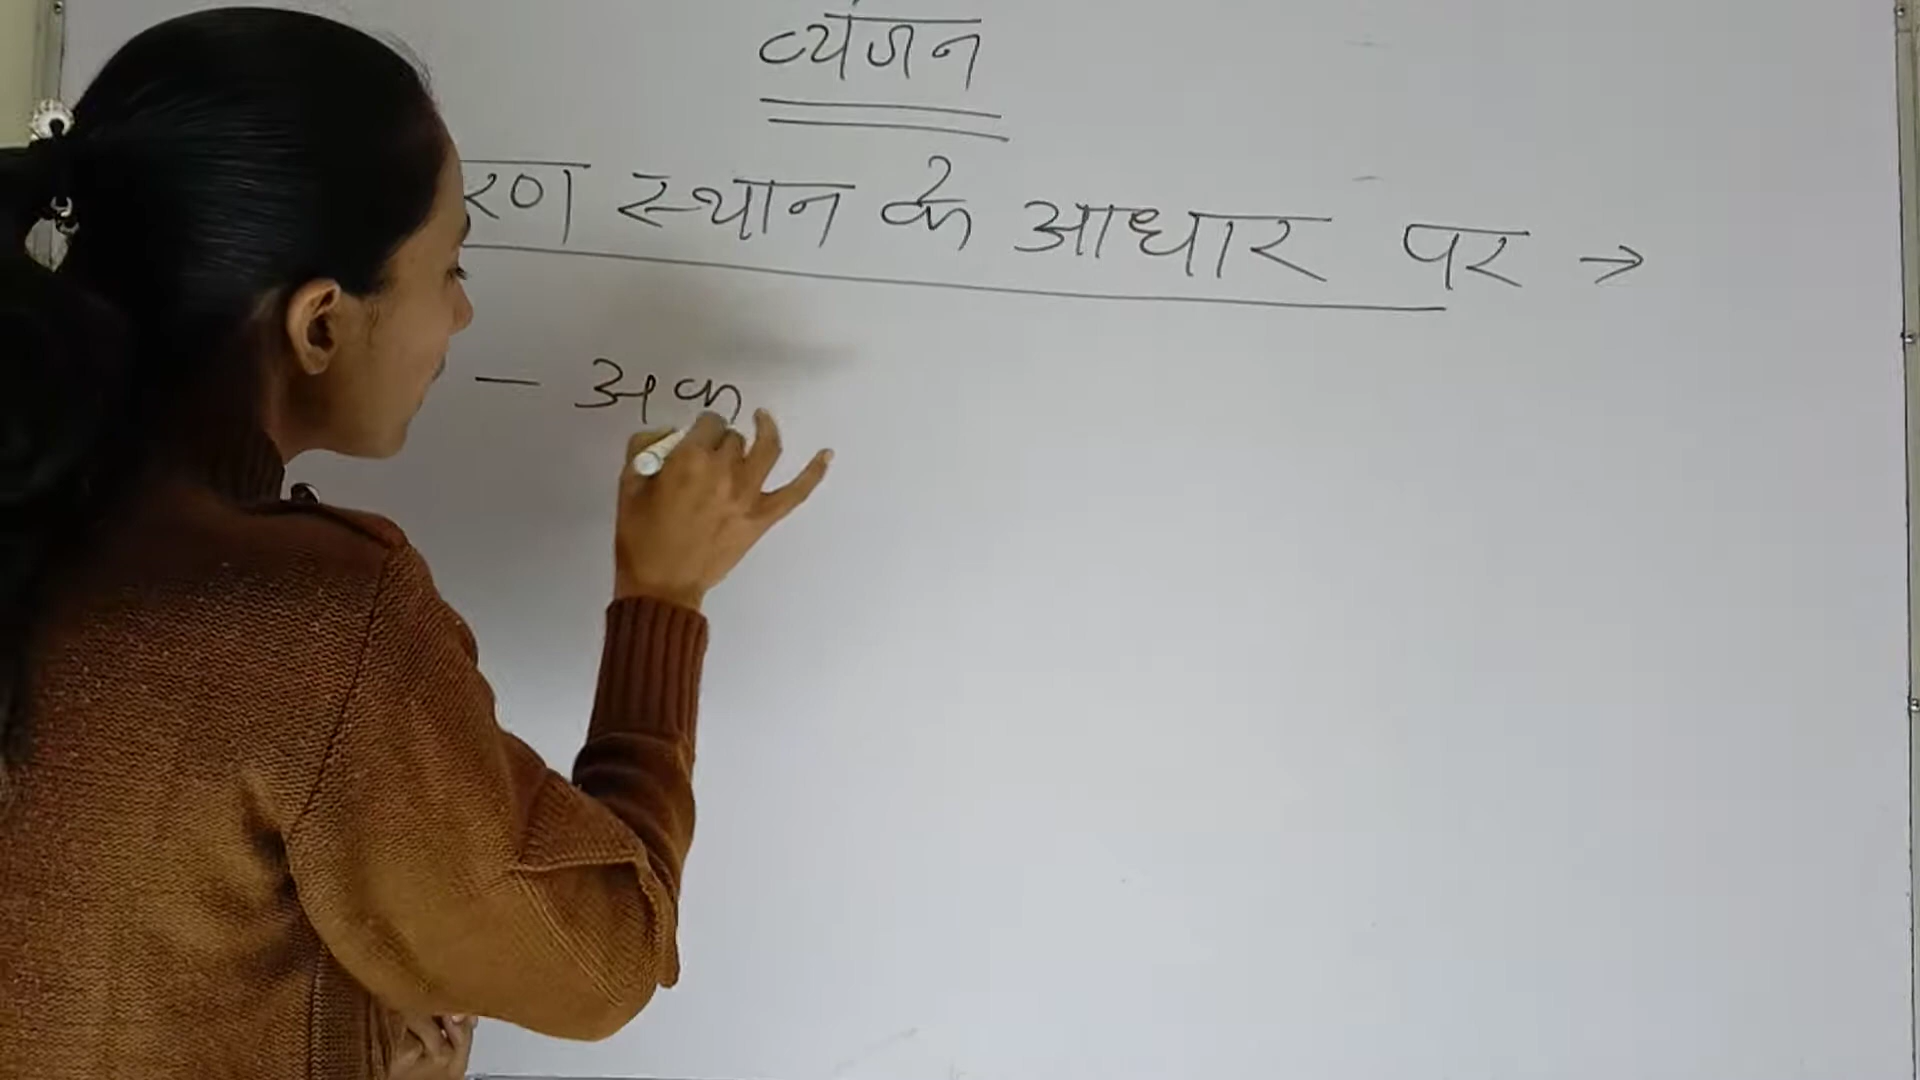 व्यंजन
रण स्थान के आधार पर →
- अक